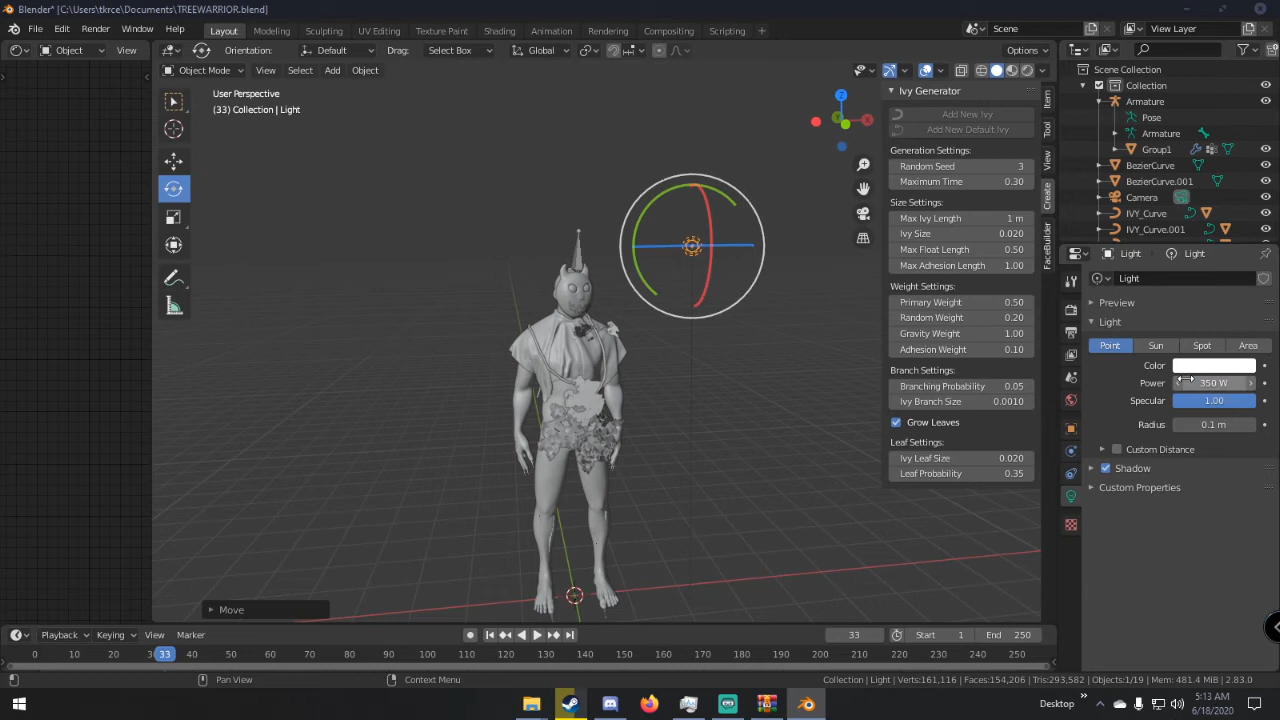 Blender* [C:\Users\tkrce\Documents\TREEWARRIOR.blend]
File Edit Render Window Help Layout Modeling Sculpting UV Editing Texture Paint Shading Animation Rendering Compositing Scripting + Scene View Layer
Object View Orientation: Default Drag: Select Box Global Options
Object Mode View Select Add Object
User Perspective
(33) Collection | Light
Z
Y
X
Ivy Generator
Add New Ivy
Add New Default Ivy
Generation Settings:
Random Seed 3
Maximum Time 0.30
Size Settings:
Max Ivy Length 1 m
Ivy Size 0.020
Max Float Length 0.50
Max Adhesion Length 1.00
Weight Settings:
Primary Weight 0.50
Random Weight 0.20
Gravity Weight 1.00
Adhesion Weight 0.10
Branch Settings:
Branching Probability 0.05
Ivy Branch Size 0.0010
Grow Leaves
Leaf Settings:
Ivy Leaf Size 0.020
Leaf Probability 0.35
Item
Tool
View
Create
FaceBuilder
Scene Collection
Collection
Armature
Pose
Armature
Group1
BezierCurve
BezierCurve.001
Camera
IVY_Curve
IVY_Curve.001
Light Light
Light
Preview
Light
Point Sun Spot Area
Color
Power 350 W
Specular 1.00
Radius 0.1 m
Custom Distance
Shadow
Custom Properties
Move
Playback Keying View Marker 33 Start 1 End 250
0 10 20 33 40 50 60 70 80 90 100 110 120 130 140 150 160 170 180 190 200 210 220 230 240 250
Pan View Context Menu Collection | Light | Verts:161,116 | Faces:154,206 | Tris:293,582 | Objects:1/19 | Mem: 481.4 MiB | 2.83.0
Desktop 5:13 AM
6/18/2020